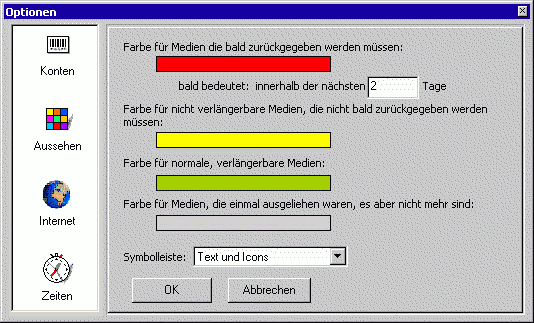 Optionen
Konten
Aussehen
Internet
Zeiten
Farbe für Medien die bald zurückgegeben werden müssen:
bald bedeutet: innerhalb der nächsten 2 Tage
Farbe für nicht verlängerbare Medien, die nicht bald zurückgegeben werden
müssen:
Farbe für normale, verlängerbare Medien:
Farbe für Medien, die einmal ausgeliehen waren, es aber nicht mehr sind:
Symbolleiste: Text und Icons
OK Abbrechen